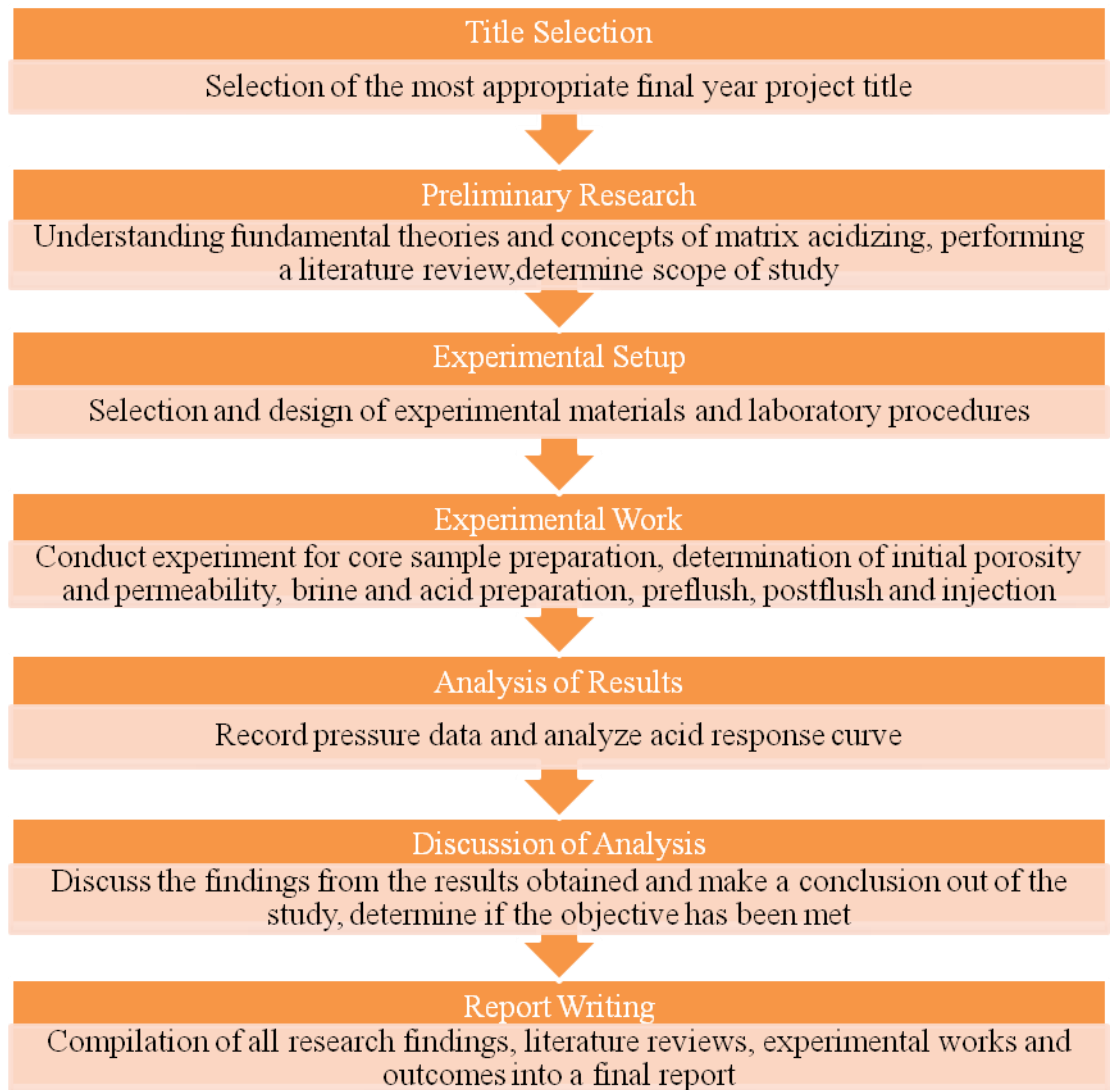 Title Selection
Selection of the most appropriate final year project title
Preliminary Research
Understanding fundamental theories and concepts of matrix acidizing, performing
a literature review,determine scope of study
Experimental Setup
Selection and design of experimental materials and laboratory procedures
Experimental Work
Conduct experiment for core sample preparation, determination of initial porosity
and permeability, brine and acid preparation, preflush, postflush and injection
Analysis of Results
Record pressure data and analyze acid response curve
Discussion of Analysis
Discuss the findings from the results obtained and make a conclusion out of the
study, determine if the objective has been met
Report Writing
Compilation of all research findings, literature reviews, experimental works and
outcomes into a final report